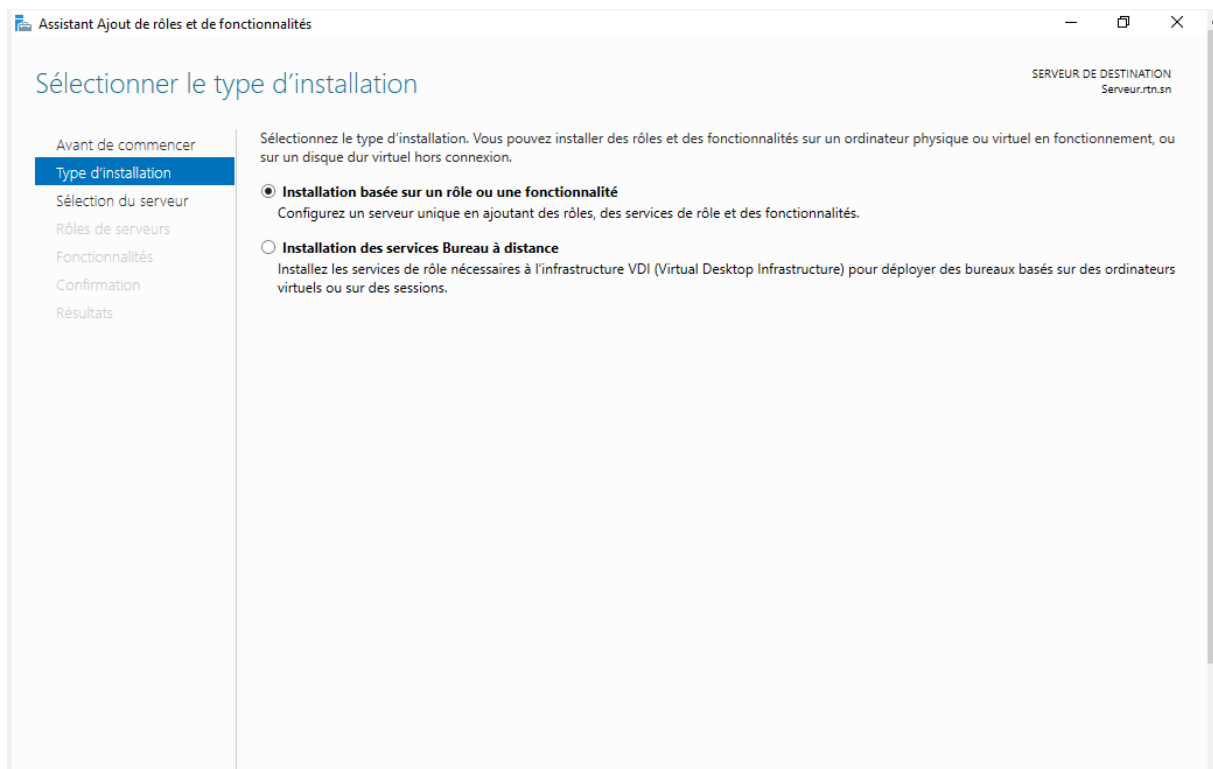 Assistant Ajout de rôles et de fonctionnalités
Sélectionner le type d’installation
SERVEUR DE DESTINATION
Serveur.rtn.sn
Avant de commencer
Type d’installation
Sélection du serveur
Rôles de serveurs
Fonctionnalités
Confirmation
Résultats
Sélectionnez le type d’installation. Vous pouvez installer des rôles et des fonctionnalités sur un ordinateur physique ou virtuel en fonctionnement, ou
sur un disque dur virtuel hors connexion.
Installation basée sur un rôle ou une fonctionnalité
Configurez un serveur unique en ajoutant des rôles, des services de rôle et des fonctionnalités.
Installation des services Bureau à distance
Installez les services de rôle nécessaires à l’infrastructure VDI (Virtual Desktop Infrastructure) pour déployer des bureaux basés sur des ordinateurs
virtuels ou sur des sessions.